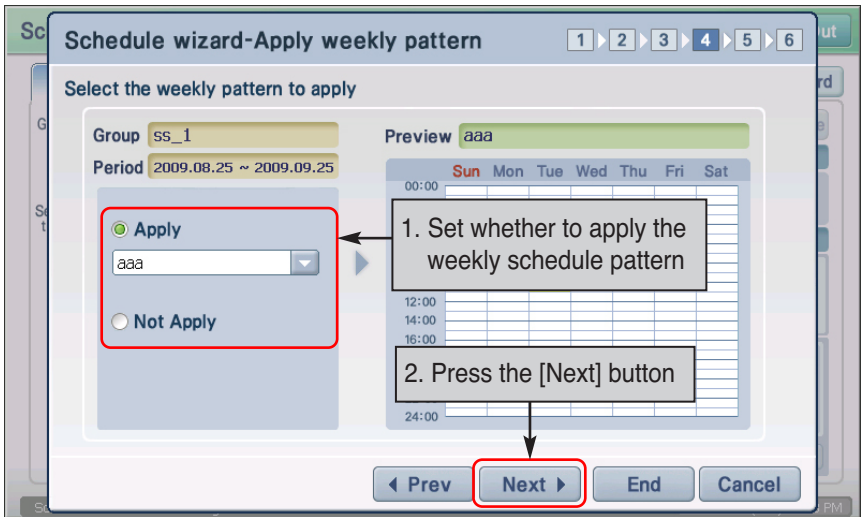 Schedule wizard-Apply weekly pattern
1 2 3 4 5 6
Select the weekly pattern to apply
Group ss_1
Period 2009.08.25 ~ 2009.09.25
Apply
aaa
Not Apply
Preview aaa
Sun Mon Tue Wed Thu Fri Sat
00:00
1. Set whether to apply the
weekly schedule pattern
12:00
14:00
16:00
2. Press the [Next] button
24:00
Prev Next End Cancel
PM